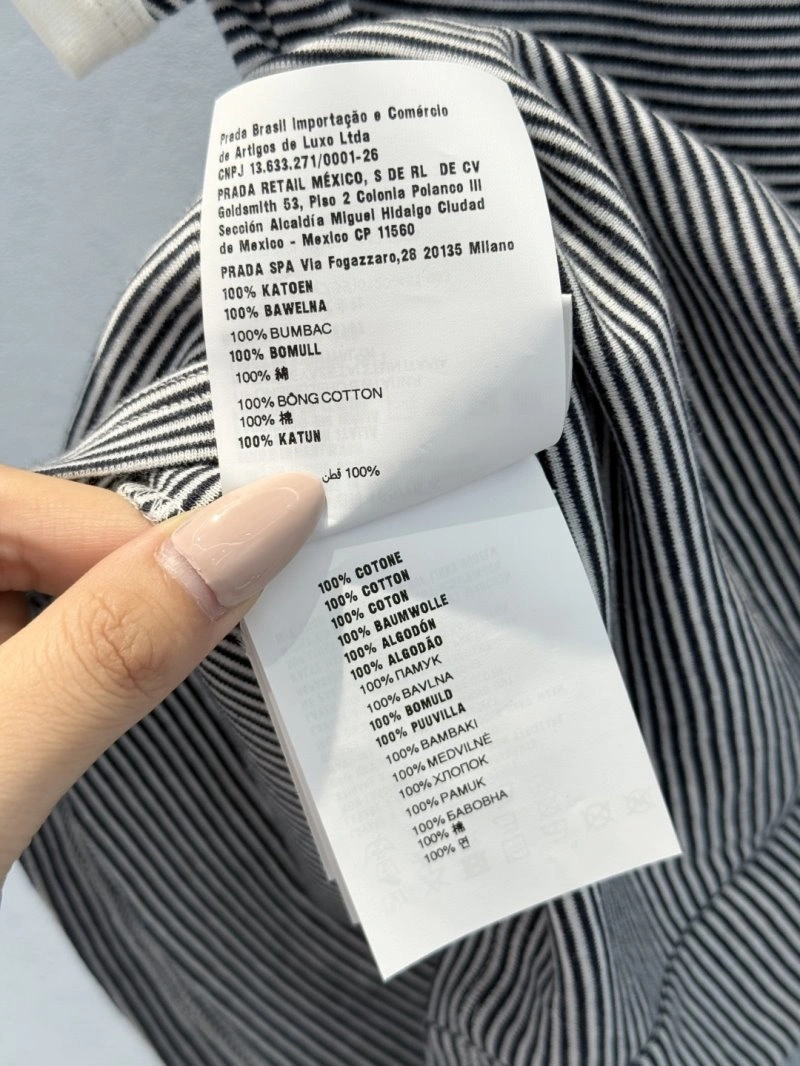 Prada Brasil Importação e Comércio
de Artigos de Luxo Ltda
CNPJ 13.633.271/0001-26
PRADA RETAIL MÉXICO, S DE RL DE CV
Goldsmith 53, Piso 2 Colonia Polanco III
Sección Alcaldía Miguel Hidalgo Ciudad
de Mexico - Mexico CP 11560
PRADA SPA Via Fogazzaro,28 20135 Milano
100% KATOEN
100% BAWELNA
100% BUMBAC
100% BOMULL
100% 綿
100% BÔNG COTTON
100% 棉
100% KATUN
100% قطن
100% COTONE
100% COTTON
100% COTON
100% BAUMWOLLE
100% ALGODÓN
100% ALGODÃO
100% ПАМУК
100% BAVLNA
100% BOMULD
100% PUUVILLA
100% BAMBAKI
100% MEDVILNĖ
100% ХЛОПОК
100% PAMUK
100% БАВОВНА
100% 棉
100% 면